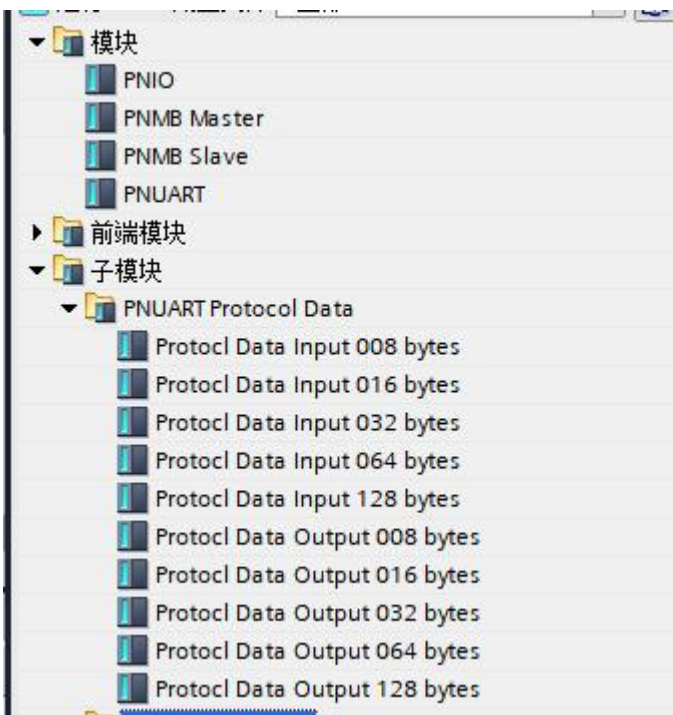 模块
PNIO
PNMB Master
PNMB Slave
PNUART
前端模块
子模块
PNUART Protocol Data
Protocl Data Input 008 bytes
Protocl Data Input 016 bytes
Protocl Data Input 032 bytes
Protocl Data Input 064 bytes
Protocl Data Input 128 bytes
Protocl Data Output 008 bytes
Protocl Data Output 016 bytes
Protocl Data Output 032 bytes
Protocl Data Output 064 bytes
Protocl Data Output 128 bytes